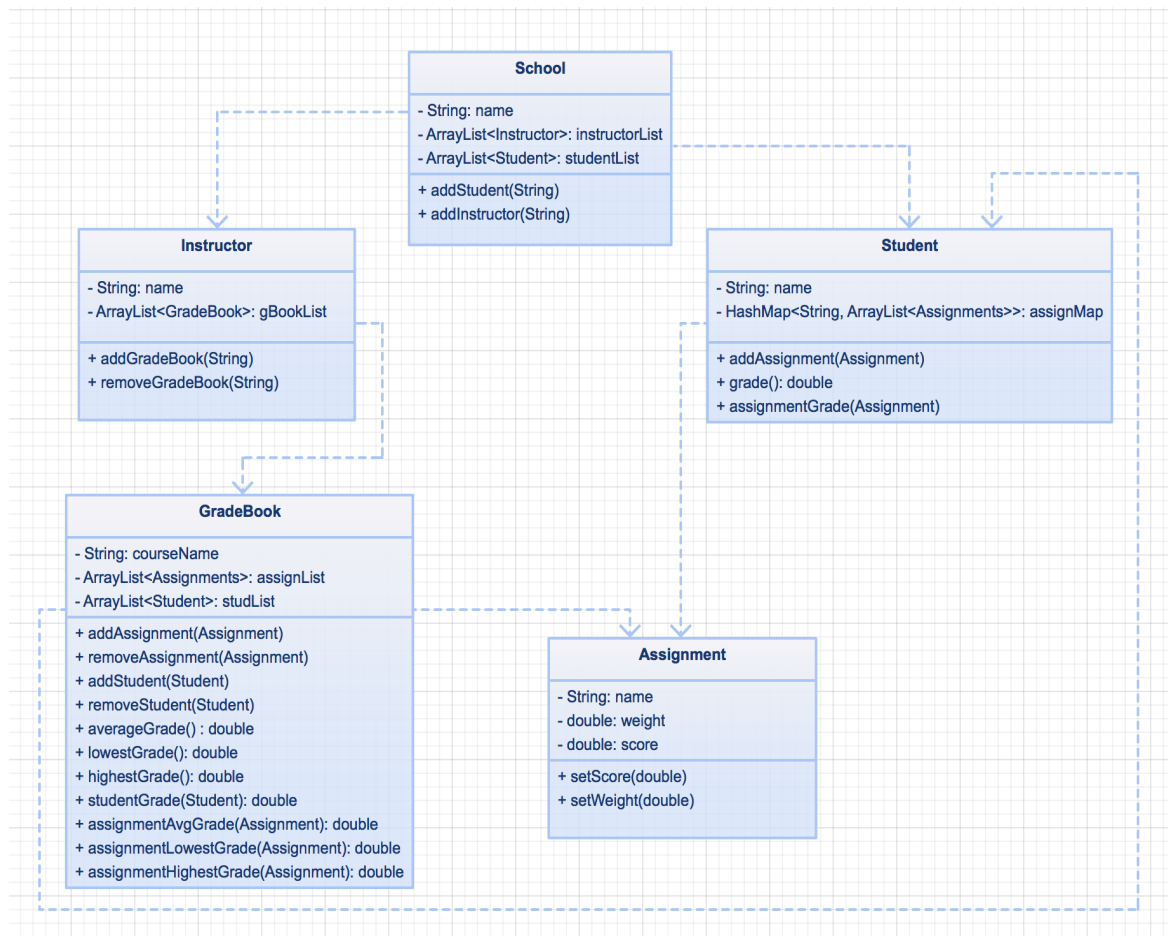 School
- String: name
- ArrayList<Instructor>: instructorList
- ArrayList<Student>: studentList
+ addStudent(String)
+ addInstructor(String)
Instructor
- String: name
- ArrayList<GradeBook>: gBookList
+ addGradeBook(String)
+ removeGradeBook(String)
Student
- String: name
- HashMap<String, ArrayList<Assignments>>: assignMap
+ addAssignment(Assignment)
+ grade(): double
+ assignmentGrade(Assignment)
GradeBook
- String: courseName
- ArrayList<Assignments>: assignList
- ArrayList<Student>: studList
+ addAssignment(Assignment)
+ removeAssignment(Assignment)
+ addStudent(Student)
+ removeStudent(Student)
+ averageGrade() : double
+ lowestGrade(): double
+ highestGrade(): double
+ studentGrade(Student): double
+ assignmentAvgGrade(Assignment): double
+ assignmentLowestGrade(Assignment): double
+ assignmentHighestGrade(Assignment): double
Assignment
- String: name
- double: weight
- double: score
+ setScore(double)
+ setWeight(double)